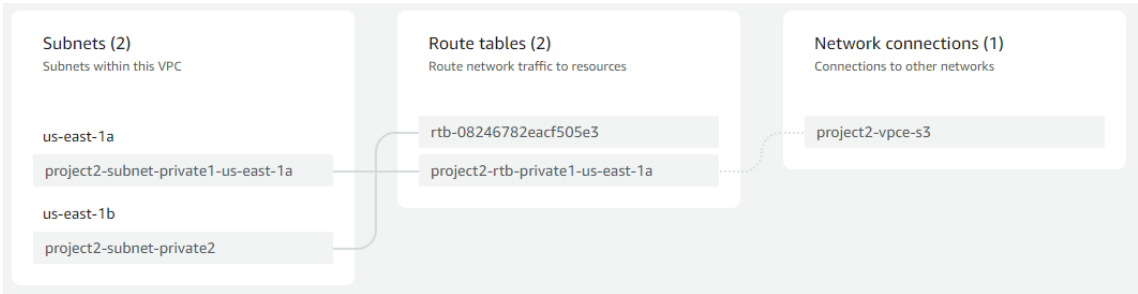 Subnets (2)
Subnets within this VPC
us-east-1a
project2-subnet-private1-us-east-1a
us-east-1b
project2-subnet-private2
Route tables (2)
Route network traffic to resources
rtb-08246782eacf505e3
project2-rtb-private1-us-east-1a
Network connections (1)
Connections to other networks
project2-vpce-s3